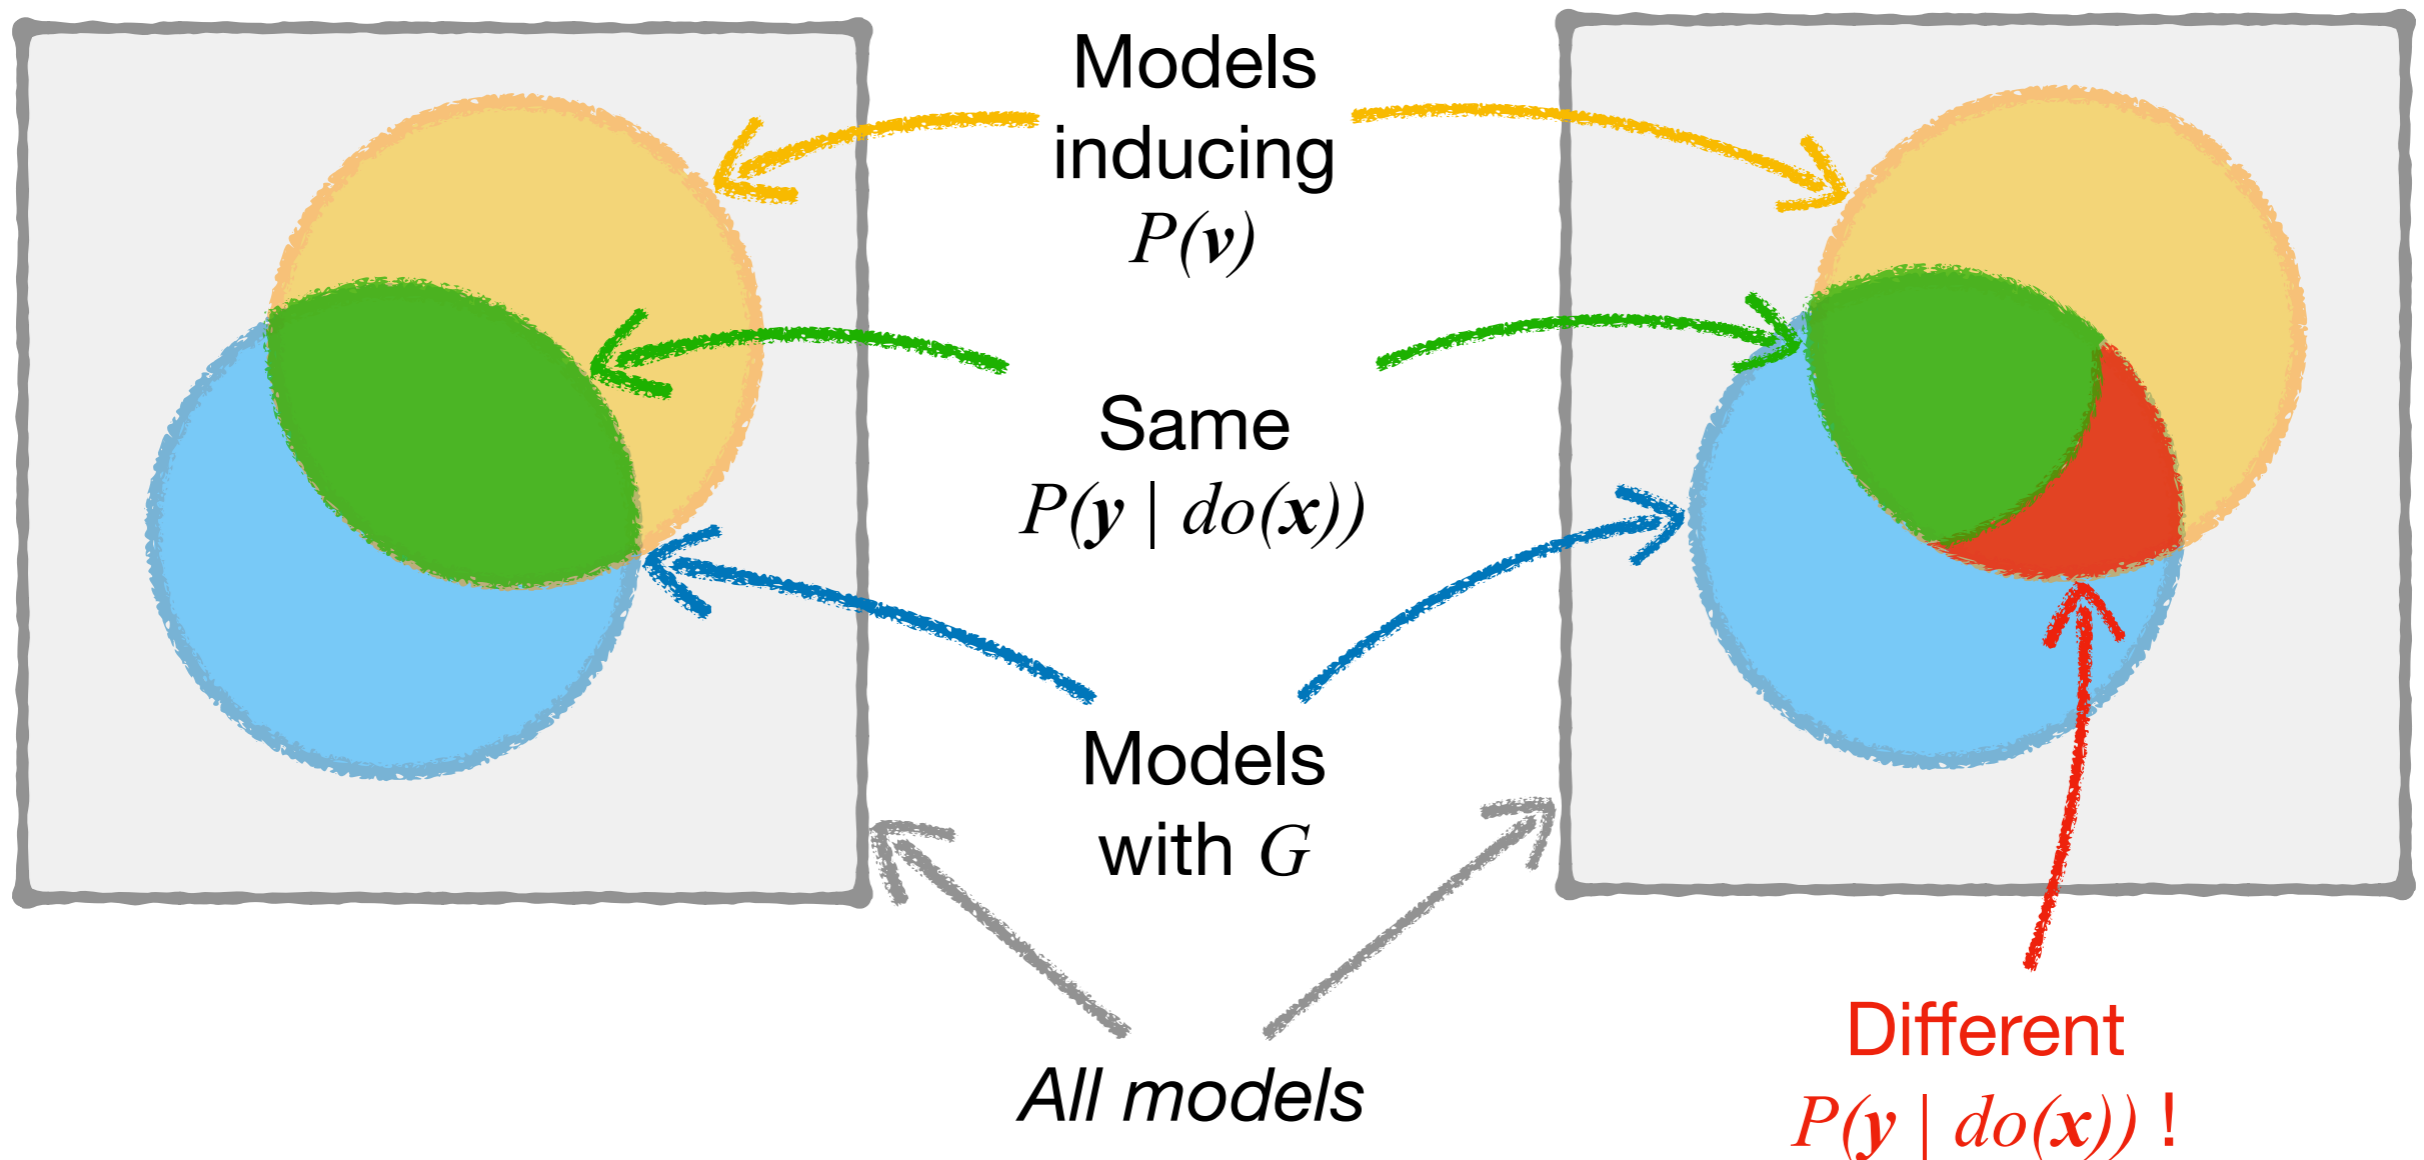 Models
inducing
P(v)
Same
P(y | do(x))
Models
with G
All models
Different
P(y | do(x)) !